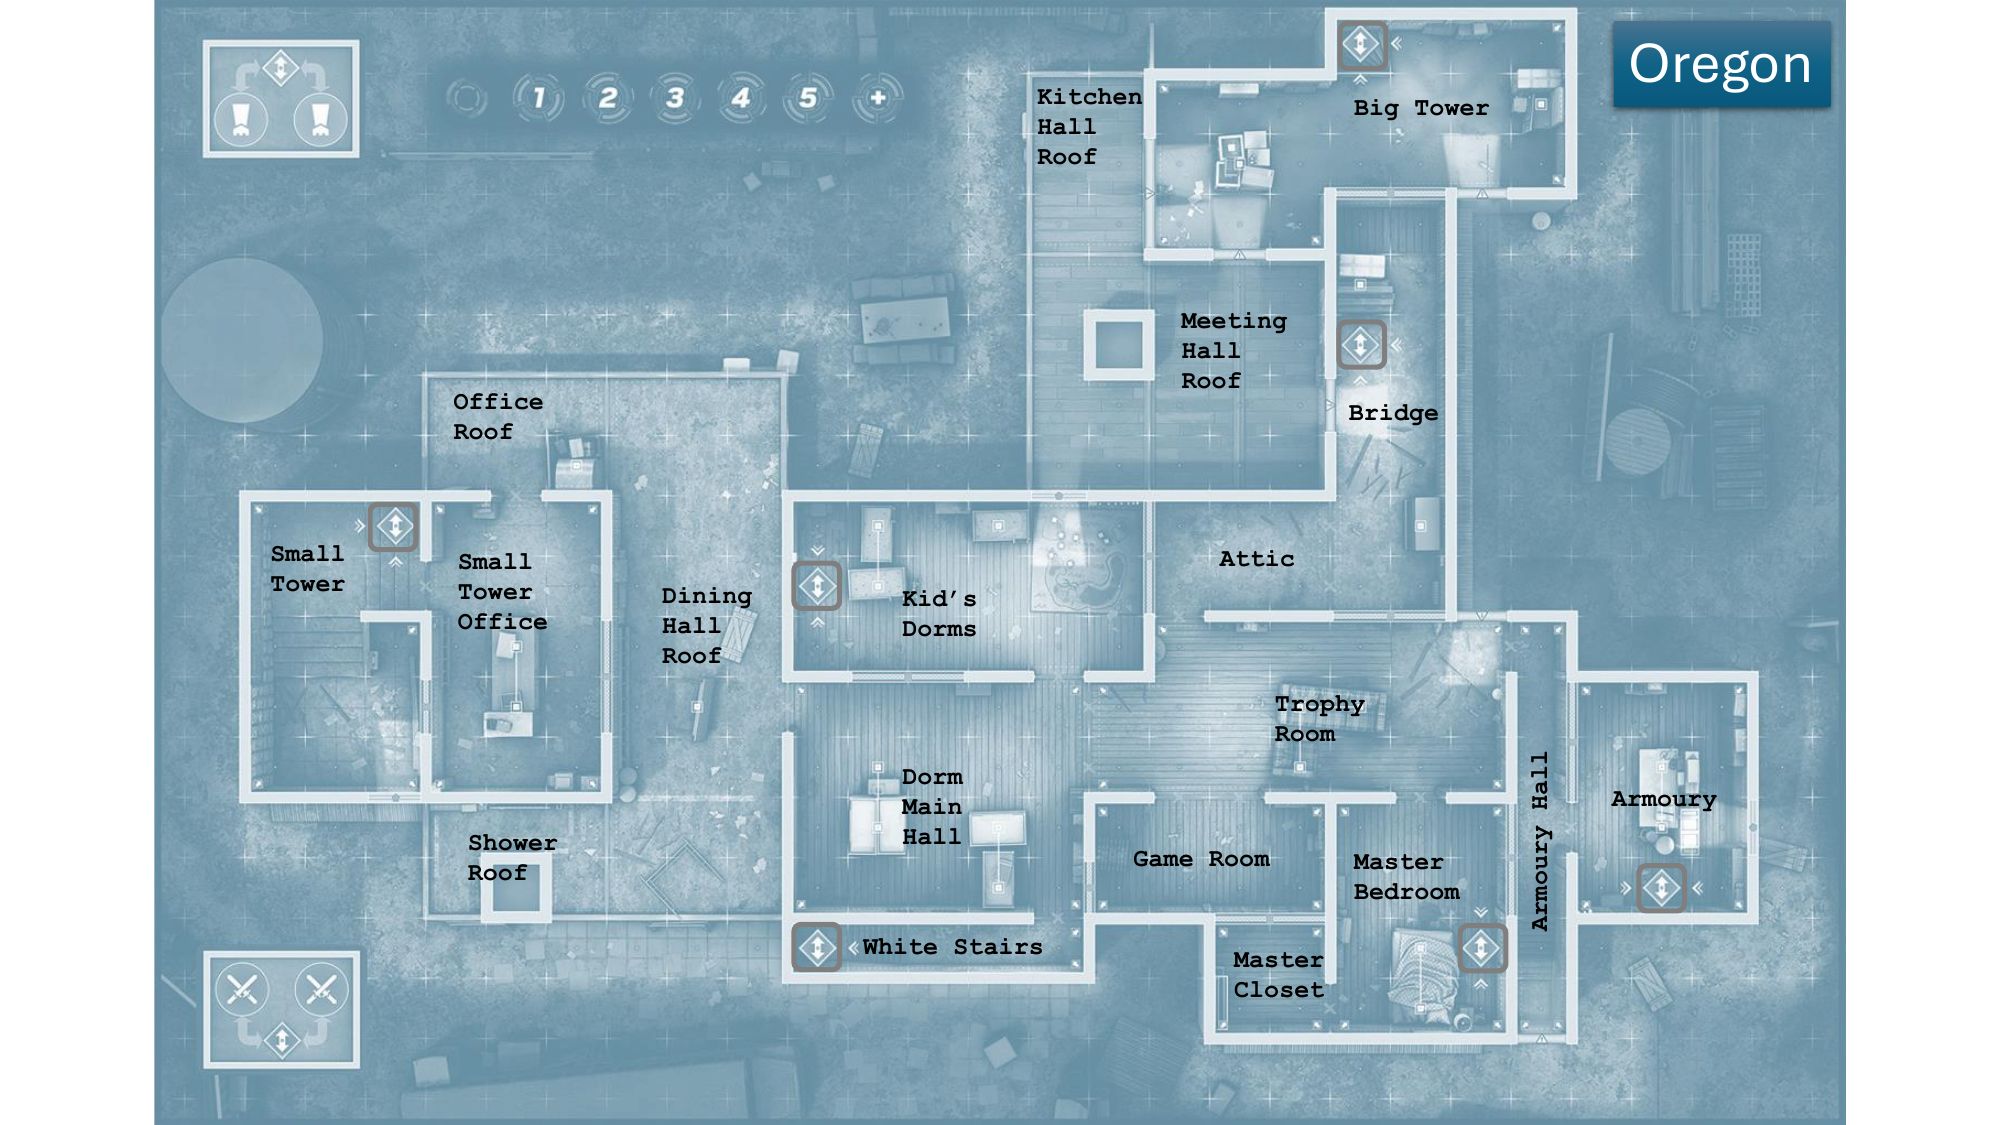 Oregon
1 2 3 4 5 +
Kitchen
Hall
Roof
Big Tower
Meeting
Hall
Roof
Office
Roof
Bridge
Small
Tower
Small
Tower
Office
Dining
Hall
Roof
Kid’s
Dorms
Attic
Trophy
Room
Dorm
Main
Hall
Armoury Hall
Armoury
Shower
Roof
Game Room
Master
Bedroom
White Stairs
Master
Closet